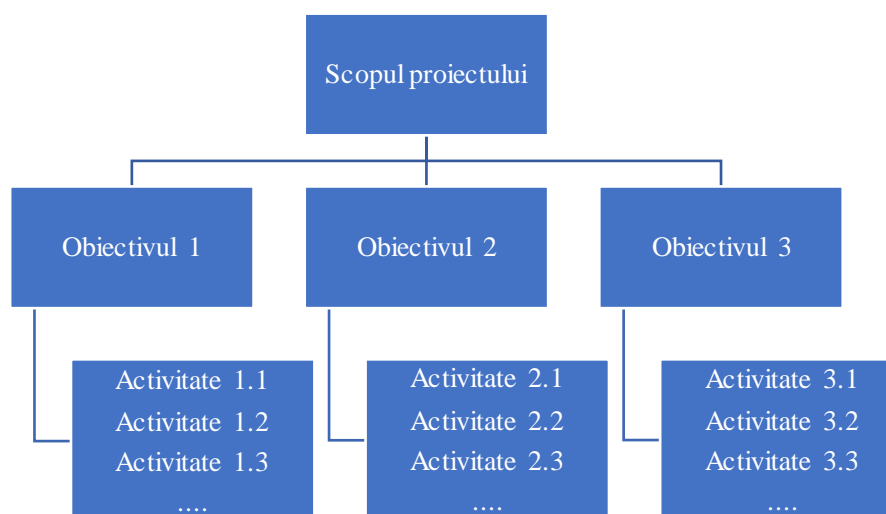 Scopul proiectului
Obiectivul 1
Obiectivul 2
Obiectivul 3
Activitate 1.1
Activitate 1.2
Activitate 1.3
....
Activitate 2.1
Activitate 2.2
Activitate 2.3
....
Activitate 3.1
Activitate 3.2
Activitate 3.3
....